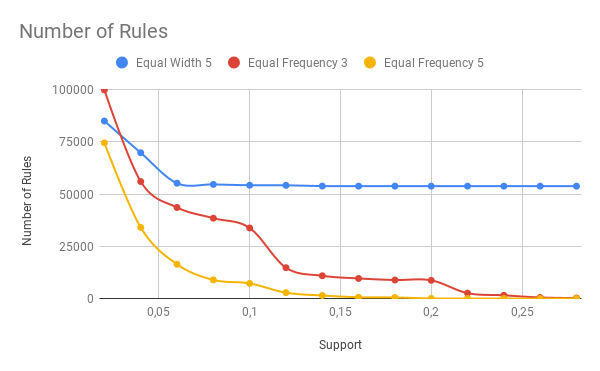 Number of Rules
Equal Width 5 Equal Frequency 3 Equal Frequency 5
Number of Rules
100000
75000
50000
25000
0
0,05 0,1 0,15 0,2 0,25
Support